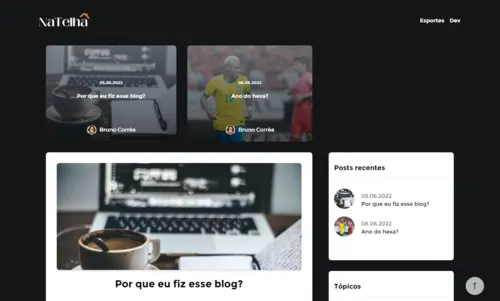 NaTelha
Esportes Dev
05.06.2022
Por que eu fiz esse blog?
Bruno Corrêa
06.06.2022
Ano do hexa?
Bruno Corrêa
Por que eu fiz esse blog?
Posts recentes
05.06.2022
Por que eu fiz esse blog?
06.06.2022
Ano do hexa?
Tópicos